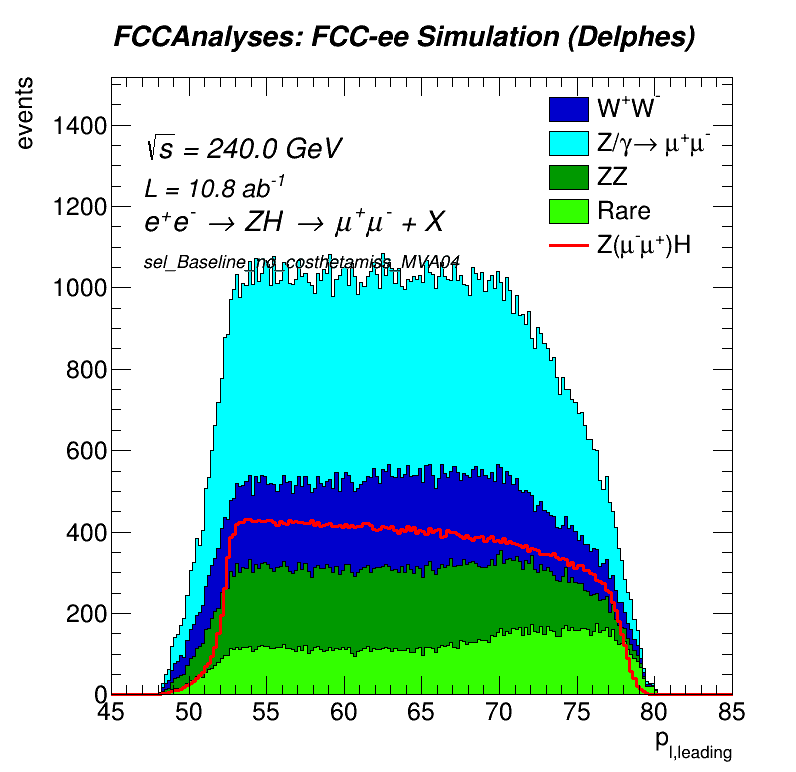 FCCAnalyses: FCC-ee Simulation (Delphes)
events
1400
1200
1000
800
600
400
200
0
√s = 240.0 GeV
L = 10.8 ab⁻¹
e⁺e⁻ → ZH → μ⁺μ⁻ + X
sel_Baseline_no_costhetamiss_MVA04
W⁺W⁻
Z/γ→ μ⁺μ⁻
ZZ
Rare
Z(μ⁻μ⁺)H
45 50 55 60 65 70 75 80 85
p_l,leading